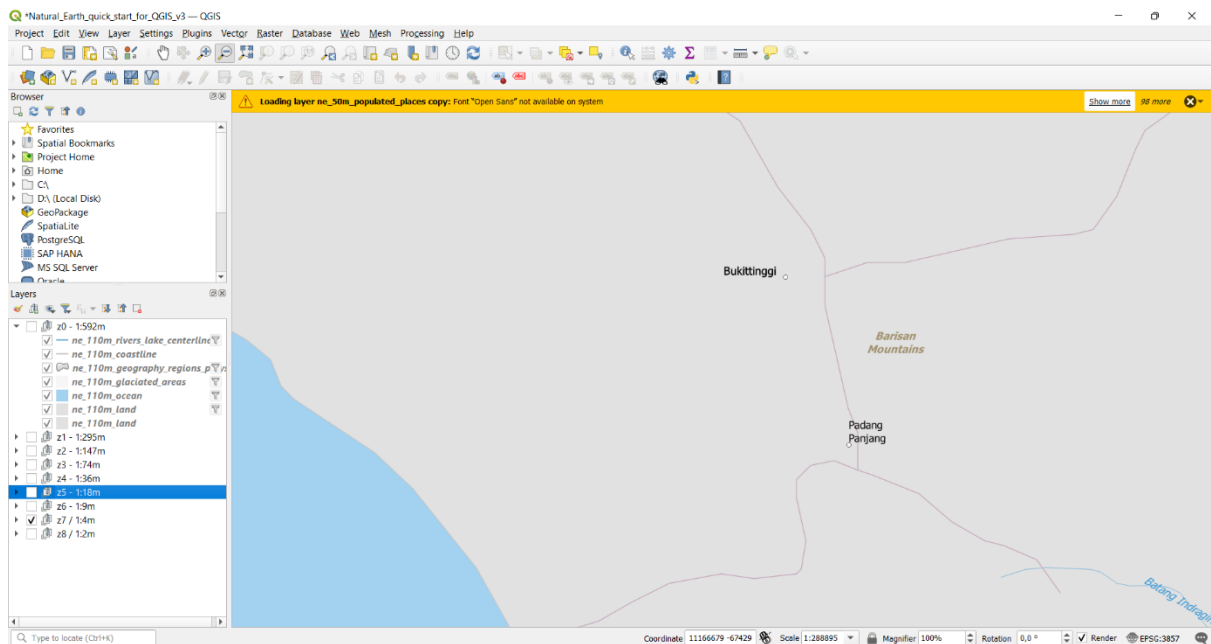 *Natural_Earth_quick_start_for_QGIS_v3 — QGIS
Project Edit View Layer Settings Plugins Vector Raster Database Web Mesh Processing Help
Browser
Loading layer ne_50m_populated_places copy: Font "Open Sans" not available on system
Show more 98 more
Favorites
Spatial Bookmarks
Project Home
Home
C:\
D:\ (Local Disk)
GeoPackage
SpatiaLite
PostgreSQL
SAP HANA
MS SQL Server
Oracle
Layers
z0 - 1:592m
ne_110m_rivers_lake_centerline
ne_110m_coastline
ne_110m_geography_regions_p
ne_110m_glaciated_areas
ne_110m_ocean
ne_110m_land
ne_110m_land
z1 - 1:295m
z2 - 1:147m
z3 - 1:74m
z4 - 1:36m
z5 - 1:18m
z6 - 1:9m
z7 / 1:4m
z8 / 1:2m
Bukittinggi
Barisan
Mountains
Padang
Panjang
Batang Indragiri
Type to locate (Ctrl+K)
Coordinate 11166679 -67429 Scale 1:288895 Magnifier 100% Rotation 0,0 ° Render EPSG:3857